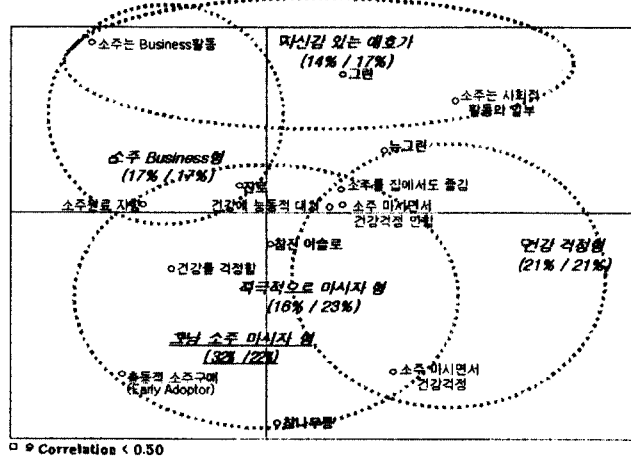 소주는 Business활동
자신감 있는 애호가
(14% / 17%)
그린
소주는 사회적
활동의 일부
뉴그린
소주 Business형
(17% / 17%)
진로
소주를 집에서도 즐김
소주원료 자랑
건강에 능동적 대처
소주 마시면서
건강걱정 안함
참진 이슬로
건강 걱정형
(21% / 21%)
건강를 걱정함
적극적으로 마시자 형
(16% / 23%)
그냥 소주 마시자 형
(32% / 22%)
충동적 소주구매
(Early Adoptor)
소주 마시면서
건강걱정
참나무통
Correlation < 0.50